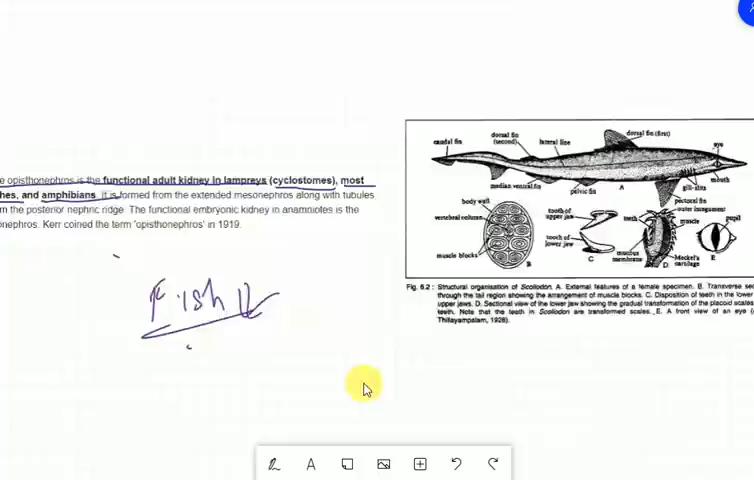 e opisthonephros is the functional adult kidney in lampreys (cyclostomes), most
hes, and amphibians. it is formed from the extended mesonephros along with tubules
m the posterior nephric ridge. The functional embryonic kidney in anamniotes is the
onephros. Kerr coined the term 'opisthonephros' in 1919.
Fish
caudal fin
dorsal fin (second)
lateral line
dorsal fin (first)
eye
mouth
gill-slits
pectoral fin
median ventral fin
pelvic fin
A
body wall
vertebral column
muscle blocks
B
tooth of upper jaw
tooth of lower jaw
C
teeth
outer integument
muscle
mucous membrane
Meckel's cartilage
D
pupil
E
Fig. 6.2 : Structural organisation of Scoliodon. A. External features of a female specimen. B. Transverse sec
through the tail region showing the arrangement of muscle blocks. C. Disposition of teeth in the lower
upper jaws. D. Sectional view of the lower jaw showing the gradual transformation of the placoid scales
teeth. Note that the teeth in Scoliodon are transformed scales. E. A front view of an eye (
Thillayampalam, 1928).
A